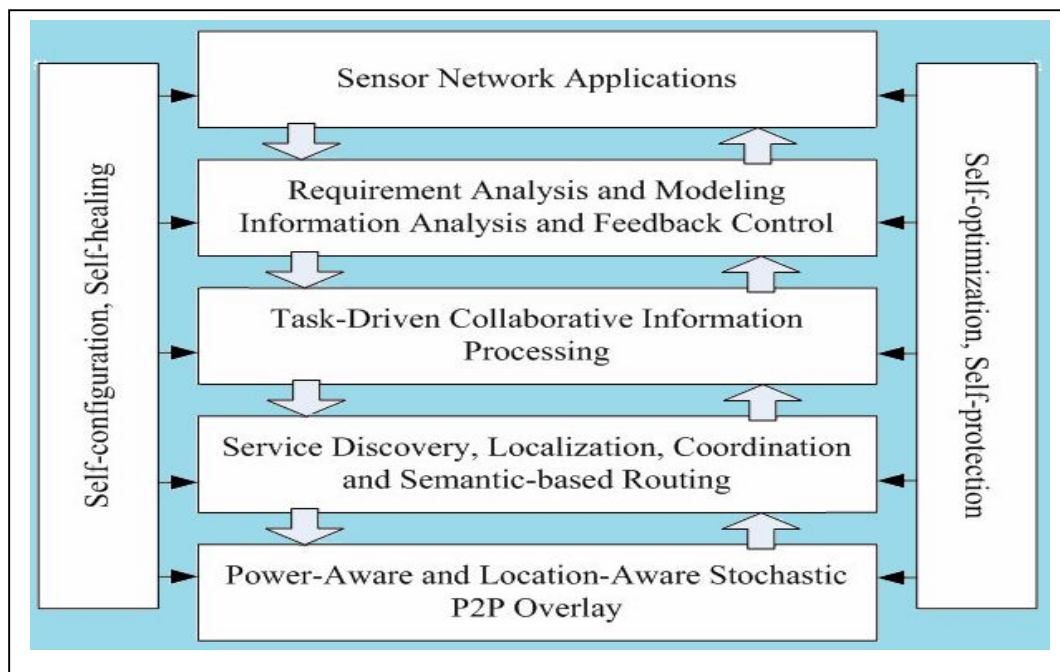 Sensor Network Applications
Requirement Analysis and Modeling
Information Analysis and Feedback Control
Task-Driven Collaborative Information
Processing
Service Discovery, Localization, Coordination
and Semantic-based Routing
Power-Aware and Location-Aware Stochastic
P2P Overlay
Self-configuration, Self-healing
Self-optimization, Self-protection